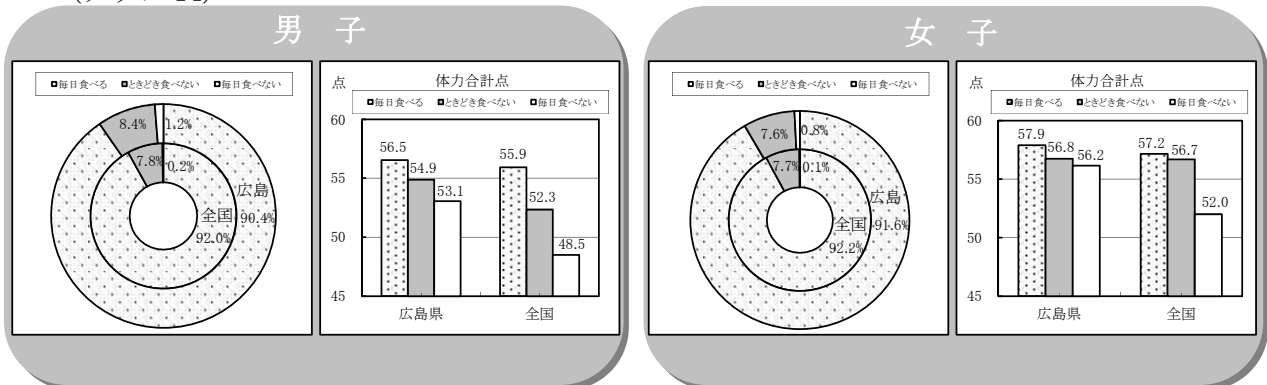 男 子
□毎日食べる □ときどき食べない □毎日食べない
8.4%
1.2%
7.8%
0.2%
広島
90.4%
全国
92.0%
点
体力合計点
□毎日食べる □ときどき食べない □毎日食べない
60
55
50
45
56.5
54.9
53.1
55.9
52.3
48.5
広島県
全国
女 子
□毎日食べる □ときどき食べない □毎日食べない
7.6%
0.8%
7.7%
0.1%
広島
91.6%
全国
92.2%
点
体力合計点
□毎日食べる □ときどき食べない □毎日食べない
60
55
50
45
57.9
56.8
56.2
57.2
56.7
52.0
広島県
全国